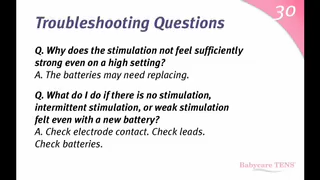 30
Troubleshooting Questions
Q. Why does the stimulation not feel sufficiently
strong even on a high setting?
A. The batteries may need replacing.
Q. What do I do if there is no stimulation,
intermittent stimulation, or weak stimulation
felt even with a new battery?
A. Check electrode contact. Check leads.
Check batteries.
Babycare TENS